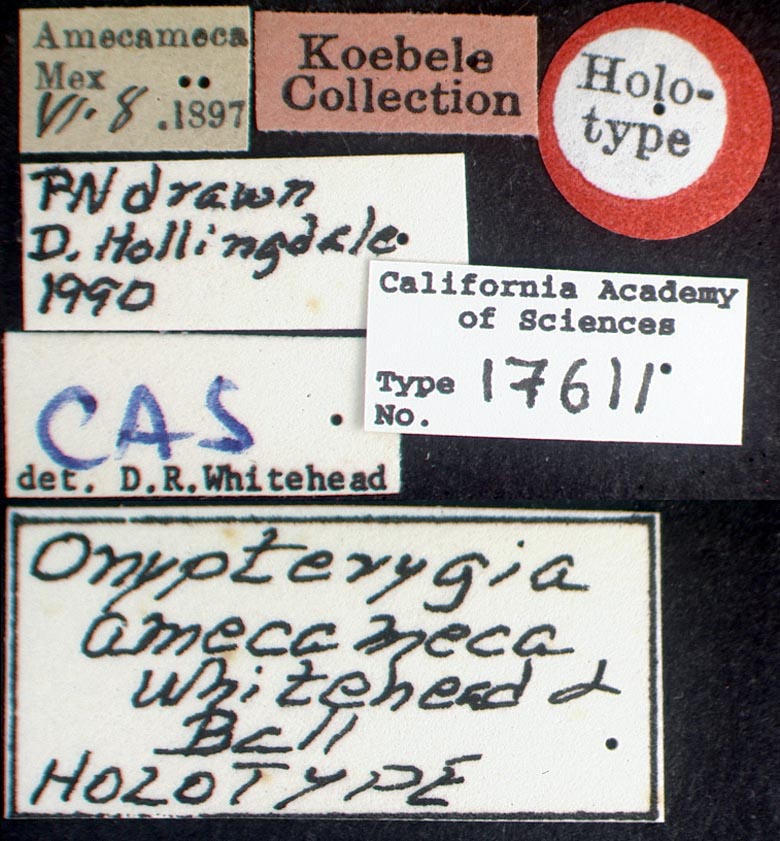 Amecameca
Mex ..
VI. 8 .1897
Koebele
Collection
Holo-
type
PN drawn
D. Hollingdale
1990
California Academy
of Sciences
Type 17611
No.
CAS
det. D.R.Whitehead
Onypterygia
amecameca
Whitehead &
Ball
HOLOTYPE